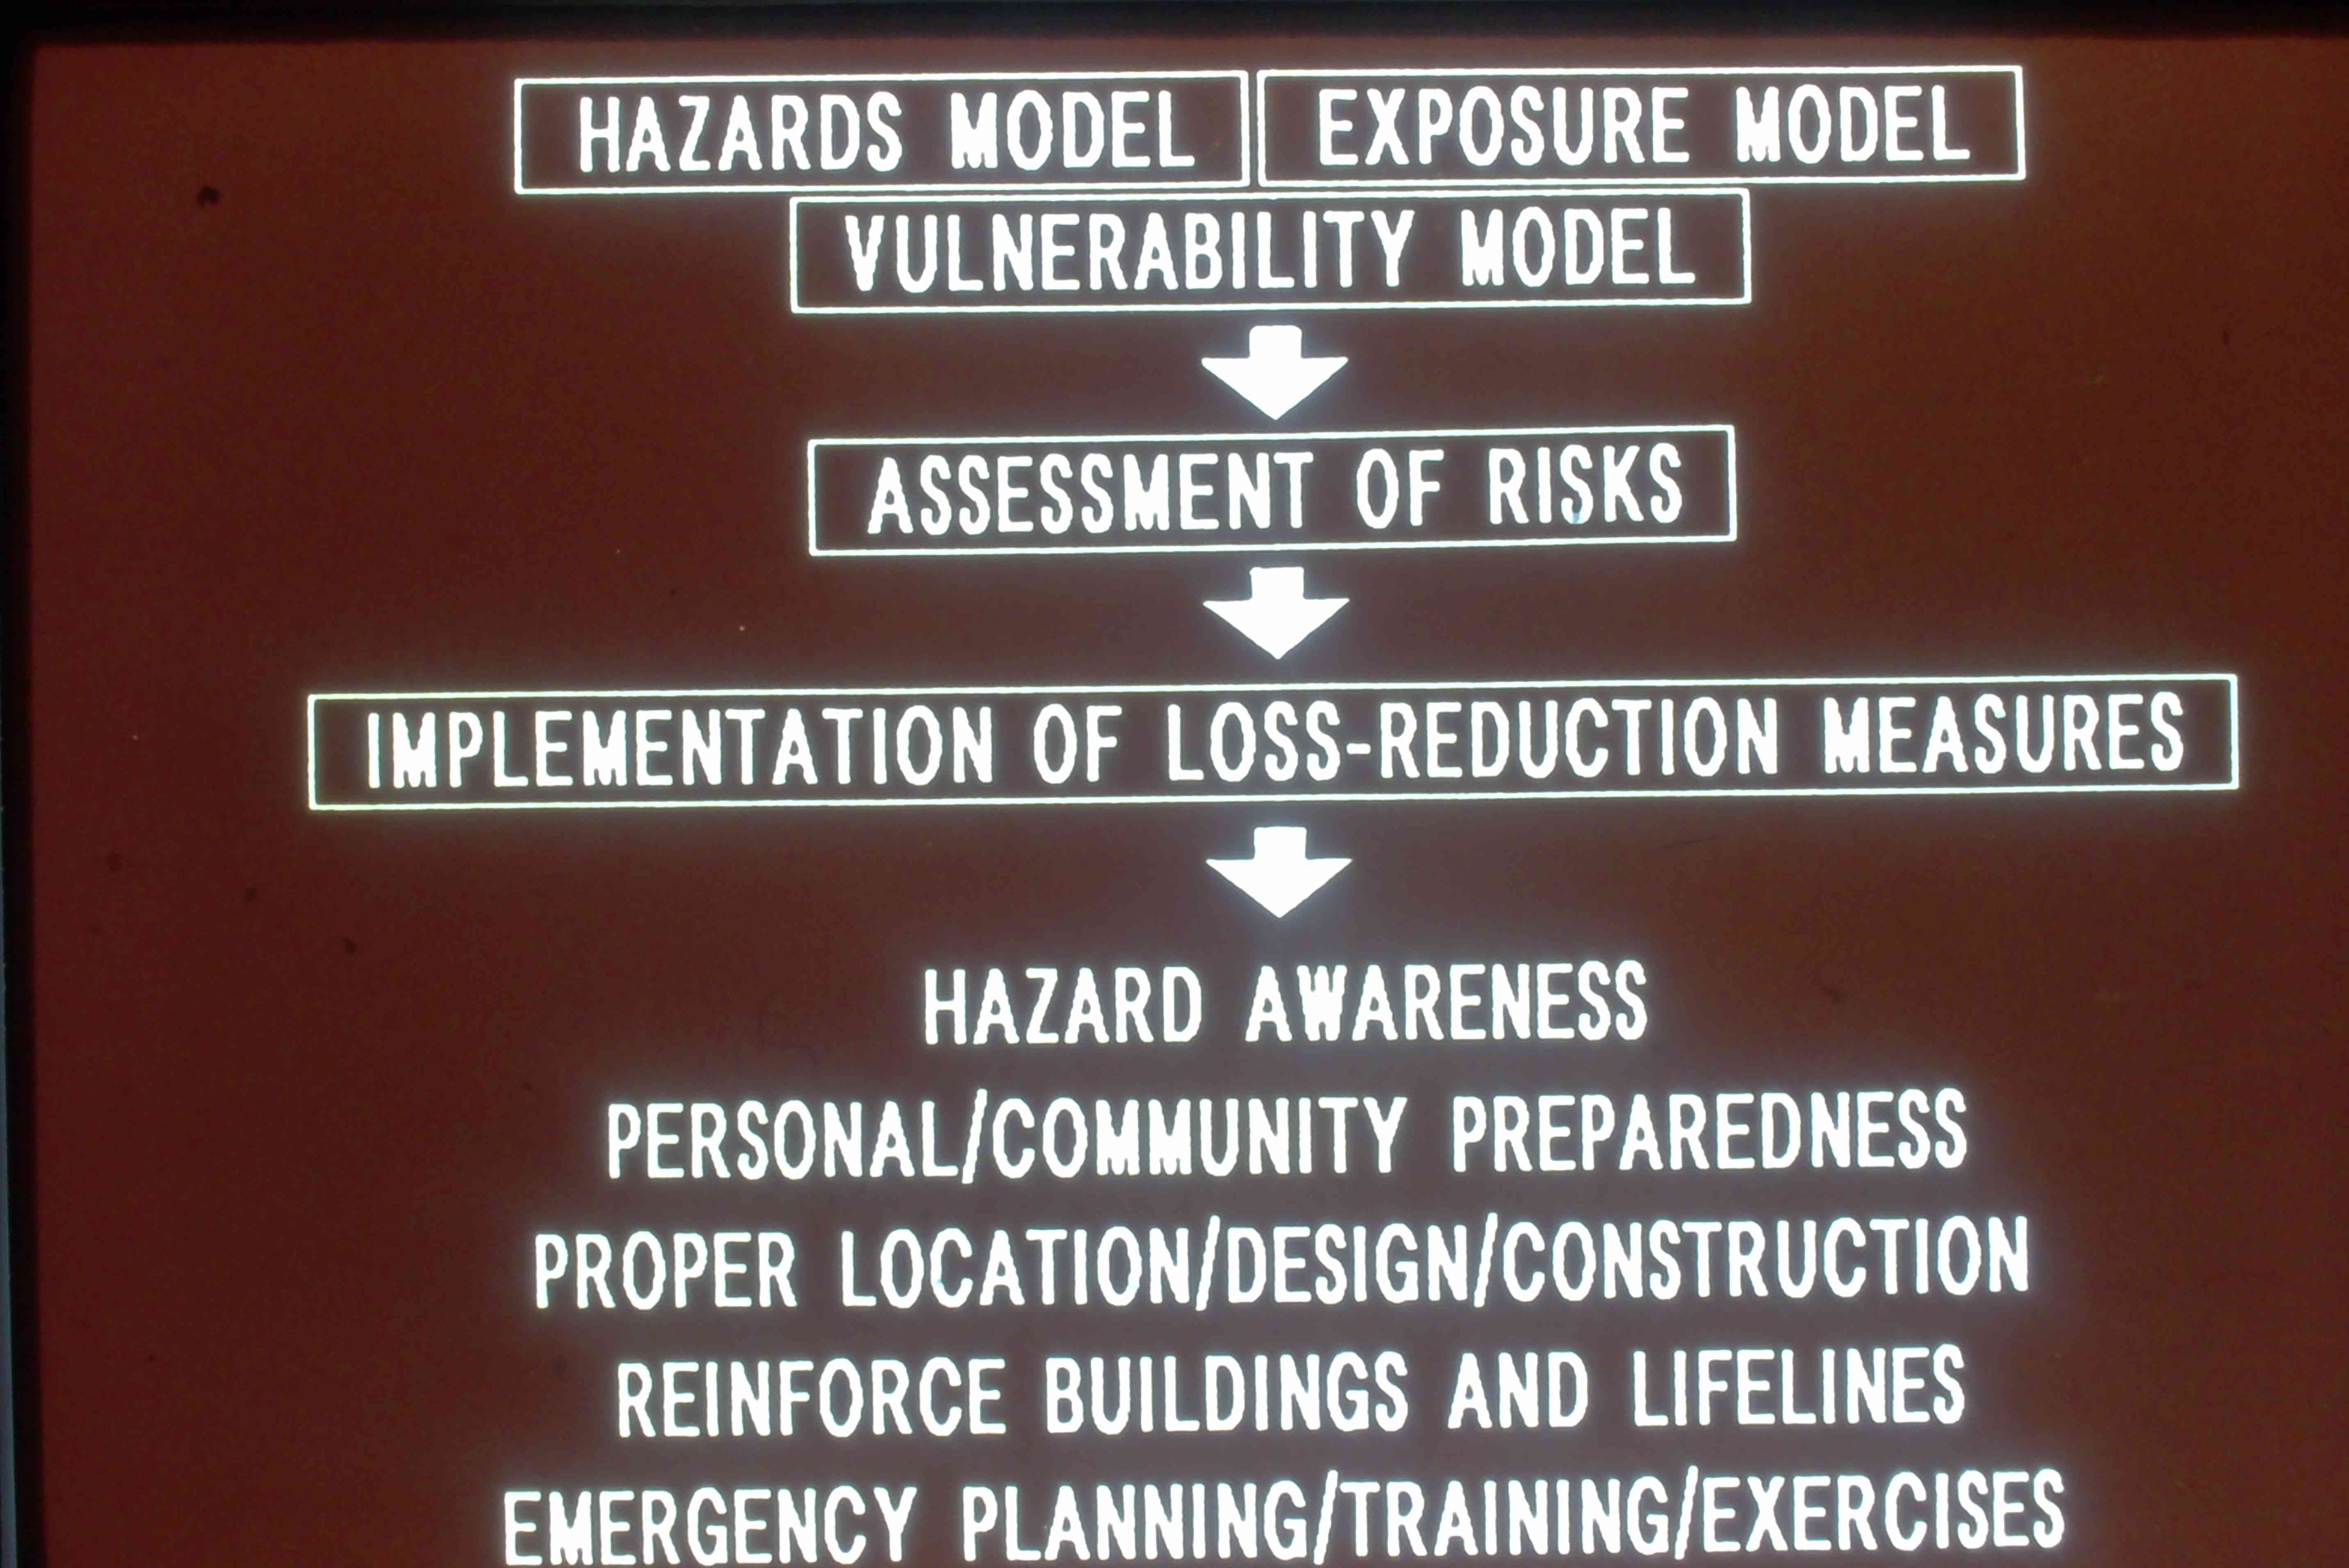 HAZARDS MODEL EXPOSURE MODEL
VULNERABILITY MODEL
ASSESSMENT OF RISKS
IMPLEMENTATION OF LOSS-REDUCTION MEASURES
HAZARD AWARENESS
PERSONAL/COMMUNITY PREPAREDNESS
PROPER LOCATION/DESIGN/CONSTRUCTION
REINFORCE BUILDINGS AND LIFELINES
EMERGENCY PLANNING/TRAINING/EXERCISES